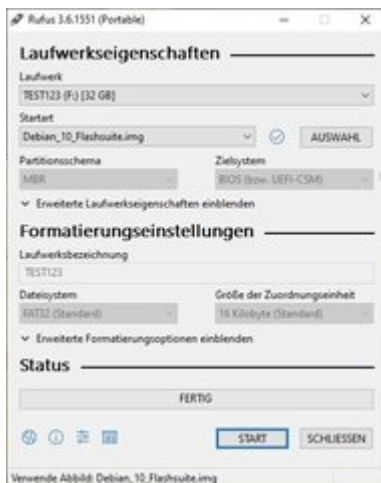 Rufus 3.6.1551 (Portable)
Laufwerkseigenschaften
Laufwerk
TEST123 (F:) [32 GB]
Startart
Debian_10_Flashsuite.img
AUSWAHL
Partitionsschema Zielsystem
MBR BIOS (bzw. UEFI-CSM)
Erweiterte Laufwerkseigenschaften einblenden
Formatierungseinstellungen
Laufwerksbezeichnung
TEST123
Dateisystem Größe der Zuordnungseinheit
FAT32 (Standard) 16 Kilobyte (Standard)
Erweiterte Formatierungsoptionen einblenden
Status
FERTIG
START SCHLIESSEN
Verwende Abbild: Debian_10_Flashsuite.img